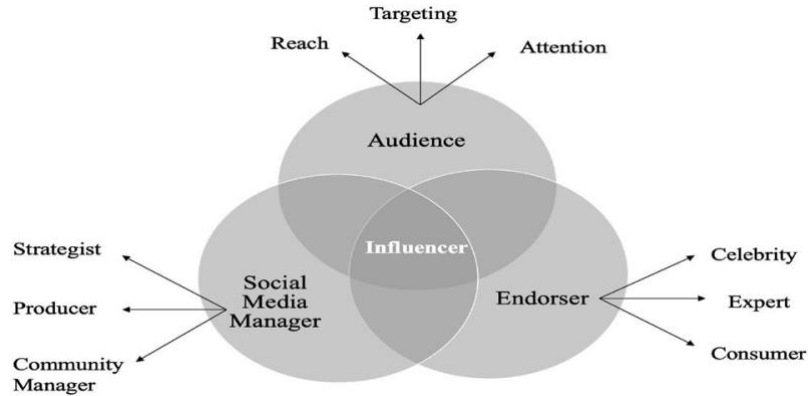 Targeting
Reach
Attention
Audience
Influencer
Strategist
Producer
Community
Manager
Social
Media
Manager
Endorser
Celebrity
Expert
Consumer